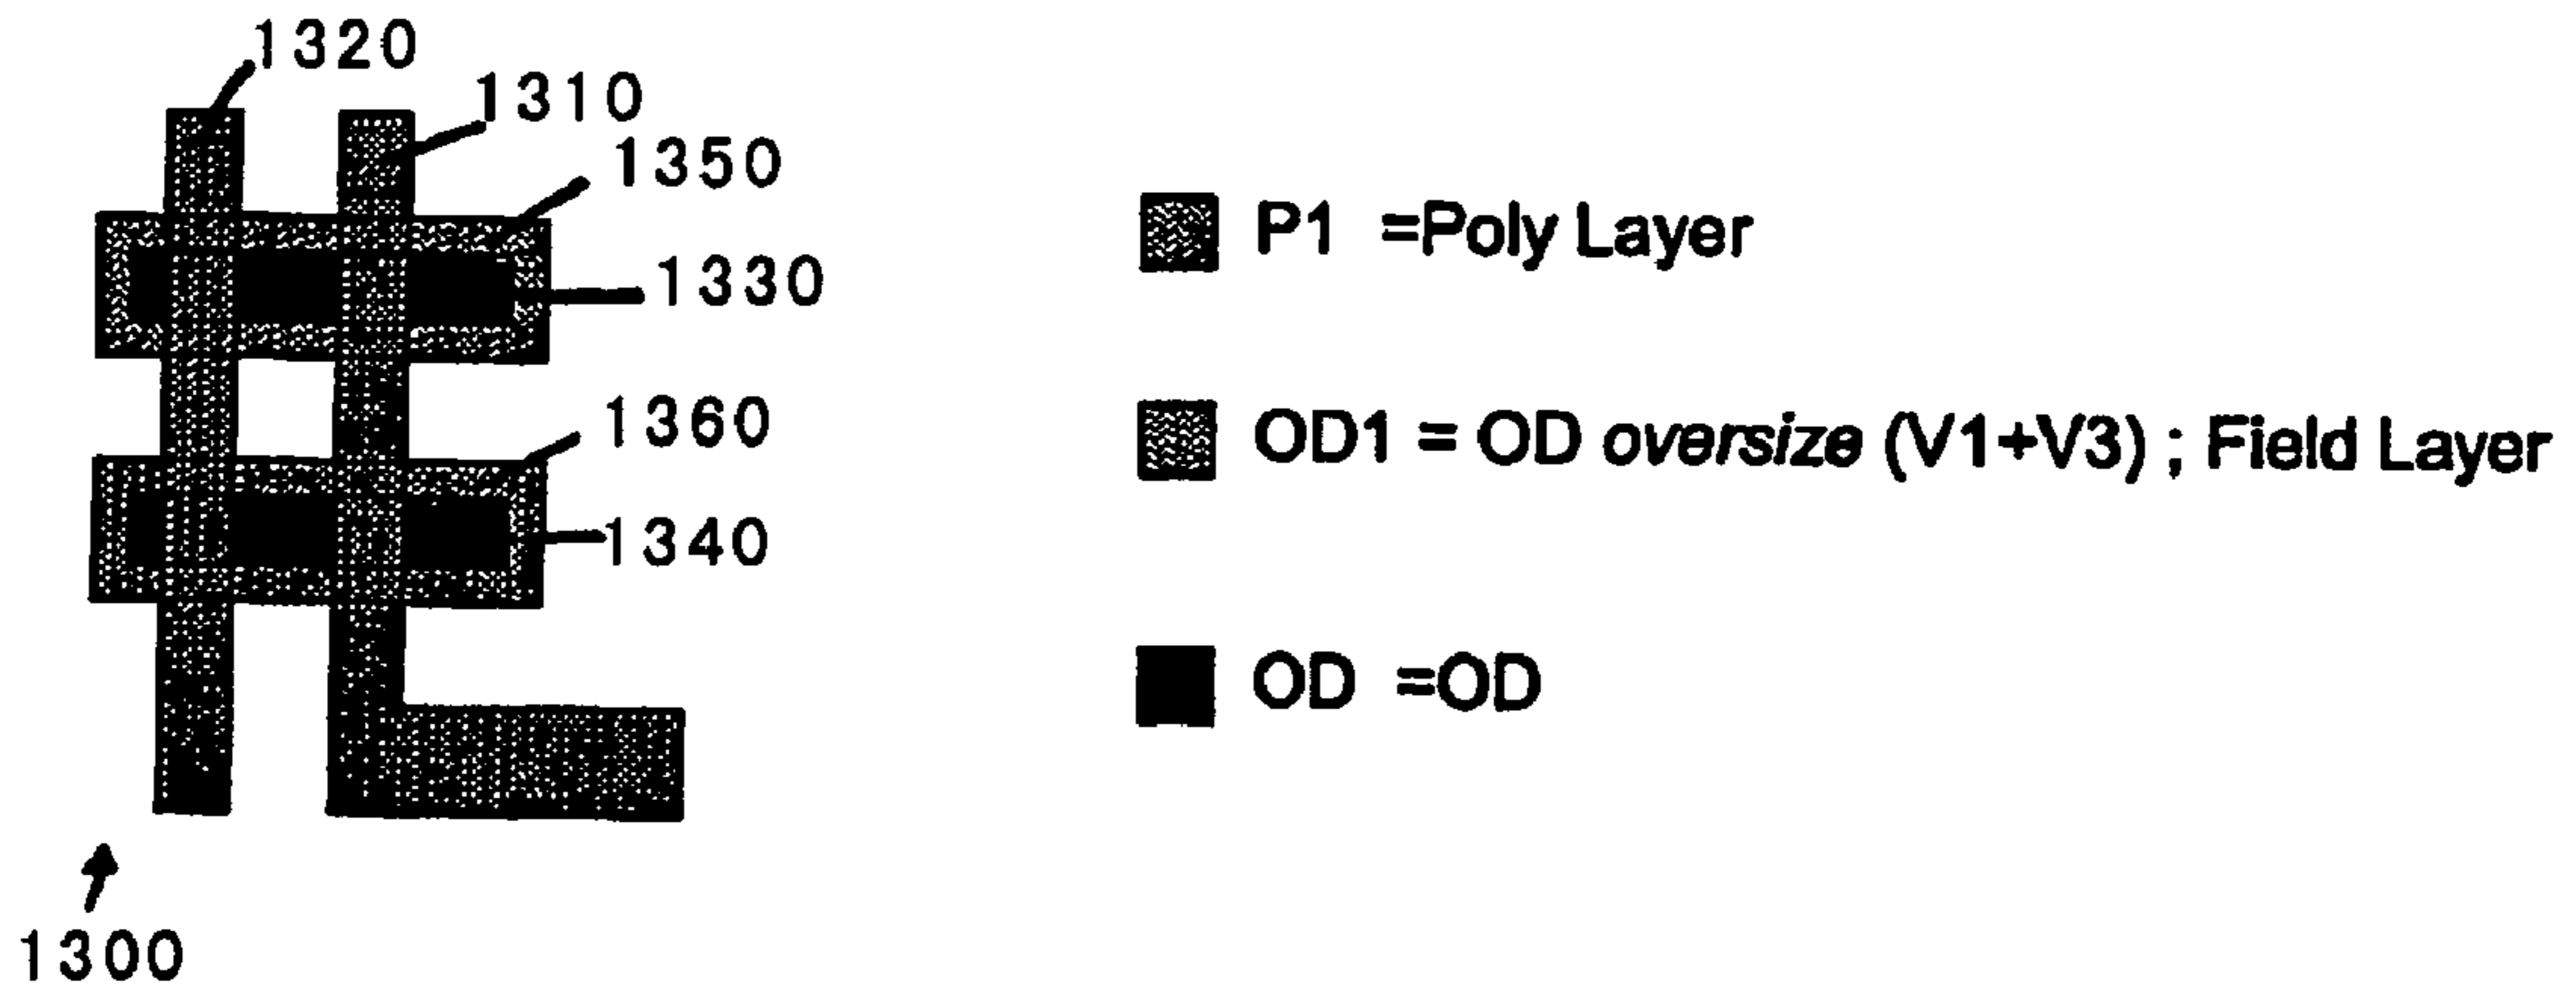 1320
1310
1350
1330
1360
1340
1300
P1 =Poly Layer
OD1 = OD oversize (V1+V3) ; Field Layer
OD =OD